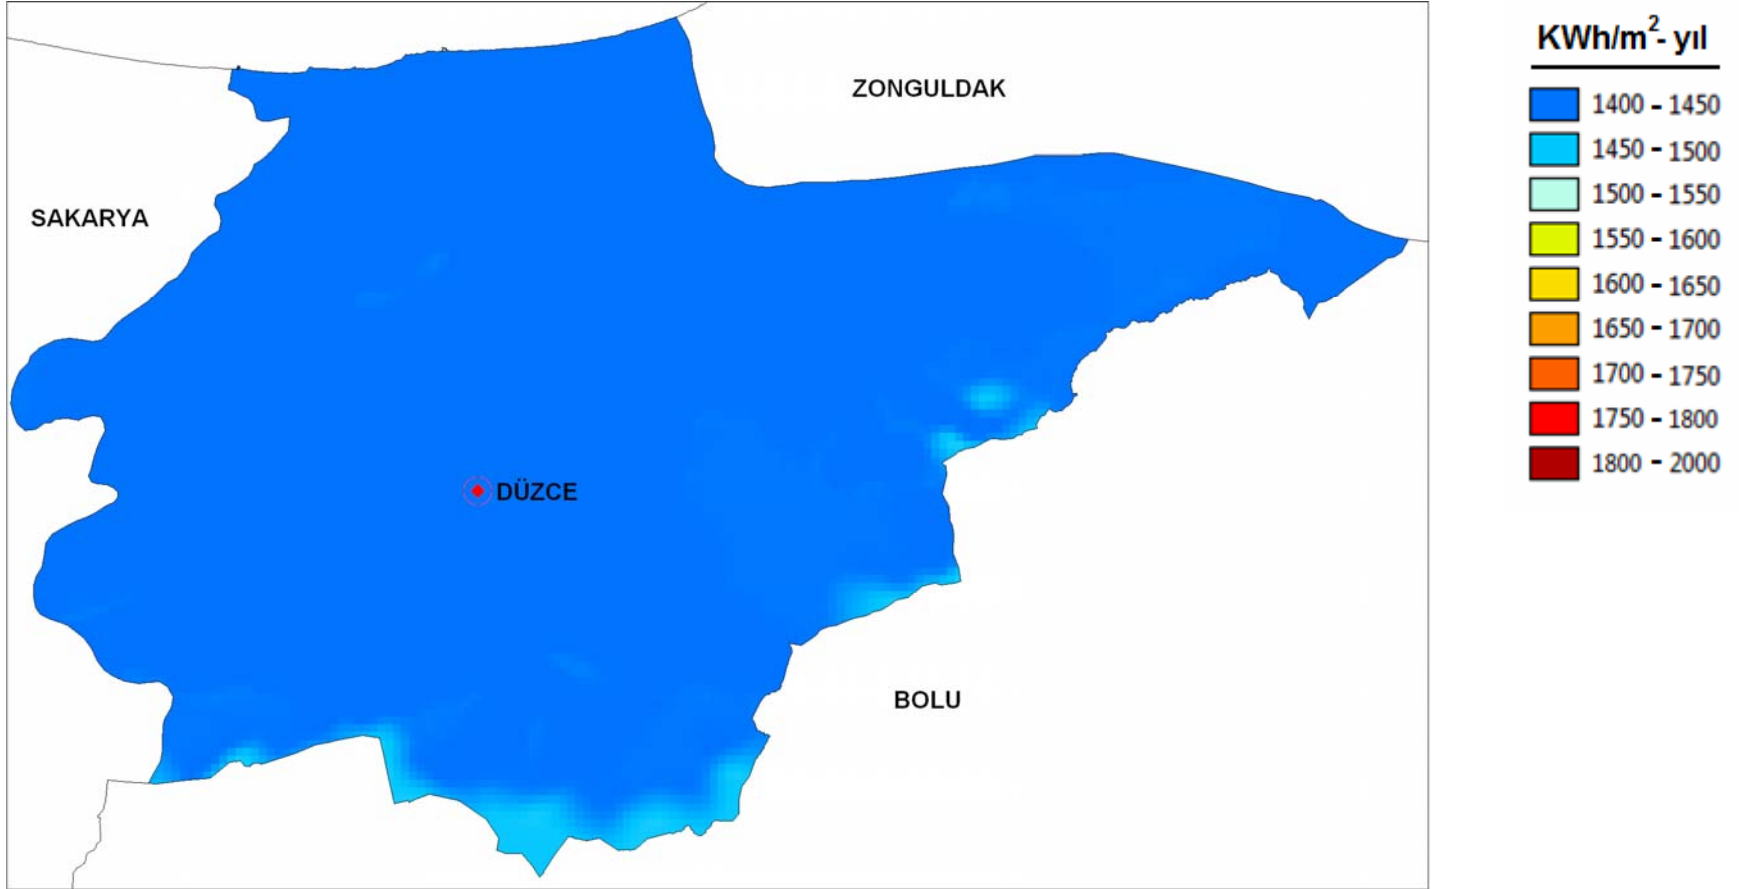 KWh/m²- yıl
ZONGULDAK
1400 - 1450
1450 - 1500
1500 - 1550
SAKARYA
1550 - 1600
1600 - 1650
1650 - 1700
1700 - 1750
1750 - 1800
1800 - 2000
DÜZCE
BOLU